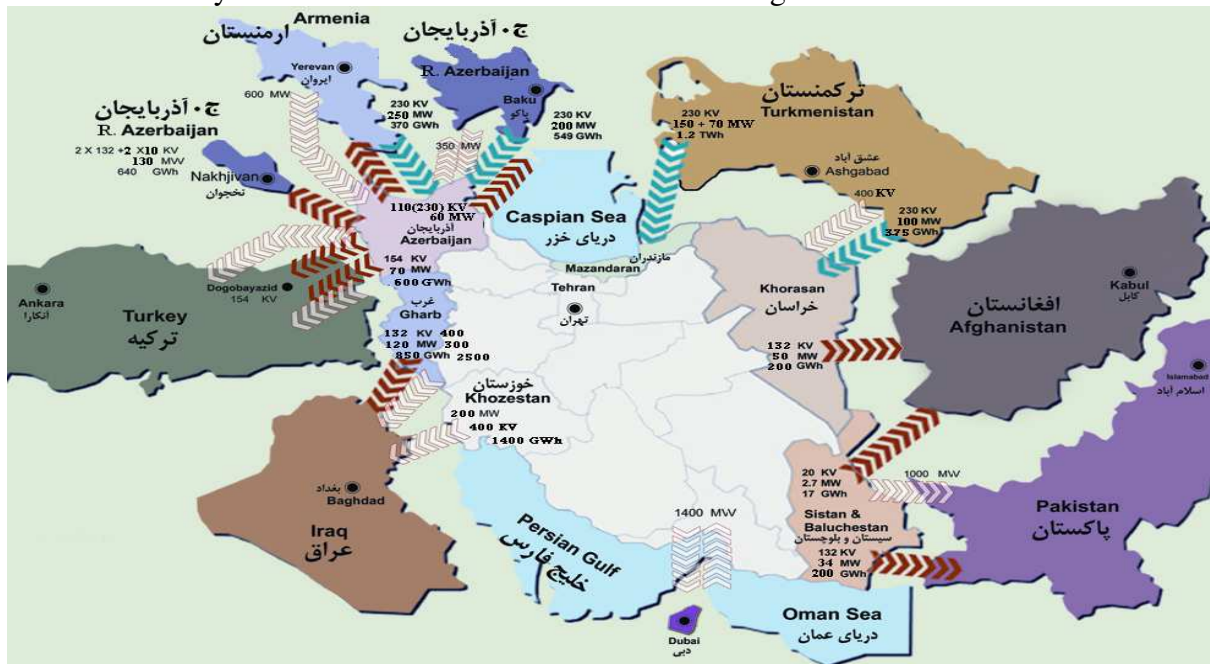 Armenia
ارمنستان
Yerevan
ایروان
600 MW
ج۰ آذربایجان
R. Azerbaijan
Baku
باکو
230 KV
250 MW
370 GWh
350 MW
230 KV
200 MW
549 GWh
ج۰ آذربایجان
R. Azerbaijan
2 X 132 +2 X10 KV
130 MW
640 GWh
Nakhjivan
نخجوان
230 KV
150 + 70 MW
1.2 TWh
ترکمنستان
Turkmenistan
عشق آباد
Ashgabad
400 KV
230 KV
100 MW
375 GWh
Caspian Sea
دریای خزر
110(230) KV
60 MW
آذربایجان
Azerbaijan
154 KV
70 MW
600 GWh
Dogobayazid
154 KV
Ankara
آنکارا
Turkey
ترکیه
غرب
Gharb
132 KV 400
120 MW 300
850 GWh 2500
مازندران
Mazandaran
Tehran
تهران
Khorasan
خراسان
132 KV
50 MW
200 GWh
Kabul
کابل
افغانستان
Afghanistan
Islamabad
اسلام آباد
خوزستان
Khozestan
200 MW
400 KV
1400 GWh
بغداد
Baghdad
Iraq
عراق
Persian Gulf
خلیج فارس
1400 MW
20 KV
2.7 MW
17 GWh
1000 MW
Sistan &
Baluchestan
سیستان و بلوچستان
132 KV
34 MW
200 GWh
Pakistan
پاکستان
Dubai
دبی
Oman Sea
دریای عمان